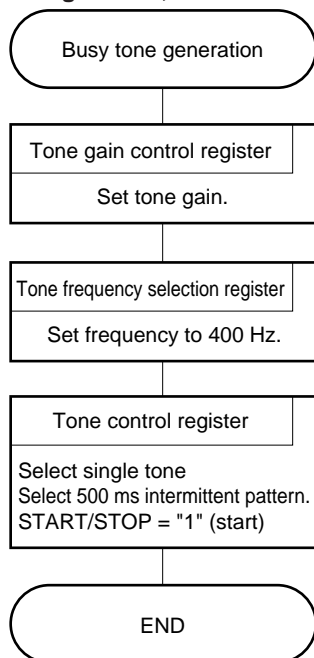 Busy tone generation
Tone gain control register
Set tone gain.
Tone frequency selection register
Set frequency to 400 Hz.
Tone control register
Select single tone
Select 500 ms intermittent pattern.
START/STOP = "1" (start)
END